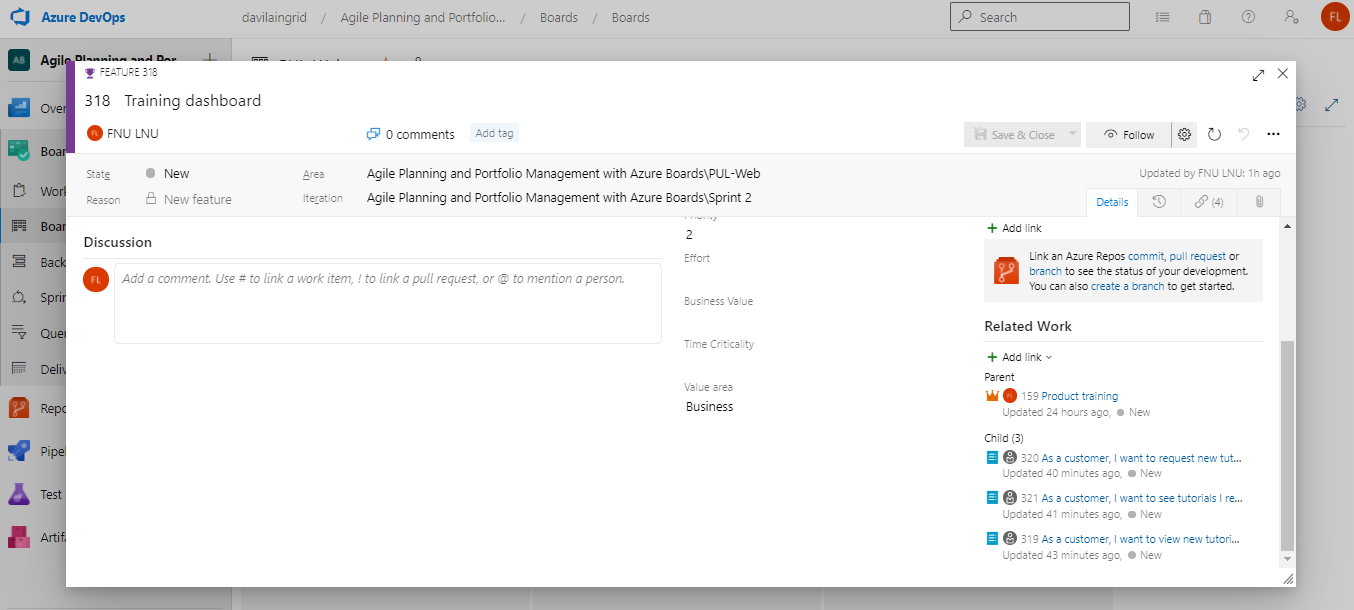 Azure DevOps
davilaingrid / Agile Planning and Portfolio... / Boards / Boards
Search
FL
AB Agile Planning and Por
Over
Boar
Work
Boar
Back
Sprin
Quer
Deliv
Repo
Pipel
Test
Artifa
FEATURE 318
318 Training dashboard
FL FNU LNU
0 comments
Add tag
Save & Close
Follow
State
New
Area
Agile Planning and Portfolio Management with Azure Boards\PUL-Web
Updated by FNU LNU: 1h ago
Reason
New feature
Iteration
Agile Planning and Portfolio Management with Azure Boards\Sprint 2
Details
(4)
Discussion
FL
Add a comment. Use # to link a work item, ! to link a pull request, or @ to mention a person.
Priority
2
Effort
Business Value
Time Criticality
Value area
Business
+ Add link
Link an Azure Repos commit, pull request or
branch to see the status of your development.
You can also create a branch to get started.
Related Work
+ Add link
Parent
159 Product training
Updated 24 hours ago, New
Child (3)
320 As a customer, I want to request new tut...
Updated 40 minutes ago, New
321 As a customer, I want to see tutorials I re...
Updated 41 minutes ago, New
319 As a customer, I want to view new tutori...
Updated 43 minutes ago, New